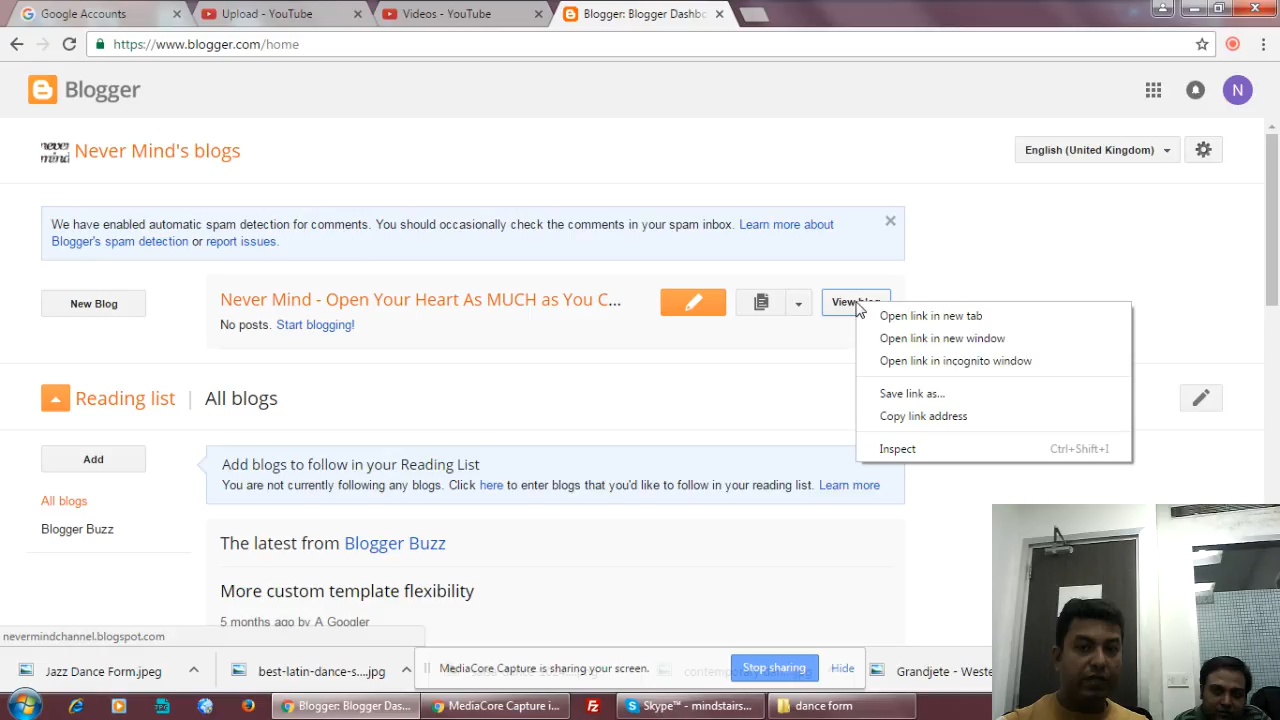 Google Accounts
Upload - YouTube
Videos - YouTube
Blogger: Blogger Dashbo
https://www.blogger.com/home
Blogger
N
never mind
Never Mind's blogs
English (United Kingdom)
We have enabled automatic spam detection for comments. You should occasionally check the comments in your spam inbox. Learn more about
Blogger's spam detection or report issues.
New Blog
Never Mind - Open Your Heart As MUCH as You C...
View blog
No posts. Start blogging!
Open link in new tab
Open link in new window
Open link in incognito window
Save link as...
Copy link address
Inspect Ctrl+Shift+I
Reading list | All blogs
Add
Add blogs to follow in your Reading List
You are not currently following any blogs. Click here to enter blogs that you'd like to follow in your reading list. Learn more
All blogs
Blogger Buzz
The latest from Blogger Buzz
More custom template flexibility
5 months ago by A Googler
nevermindchannel.blogspot.com
Jazz Dance Form.jpeg
best-latin-dance-s....jpg
MediaCore Capture is sharing your screen.
Stop sharing
Hide
Grandjete - Weste
Blogger: Blogger Das...
MediaCore Capture i...
Skype™ - mindstairs...
dance form